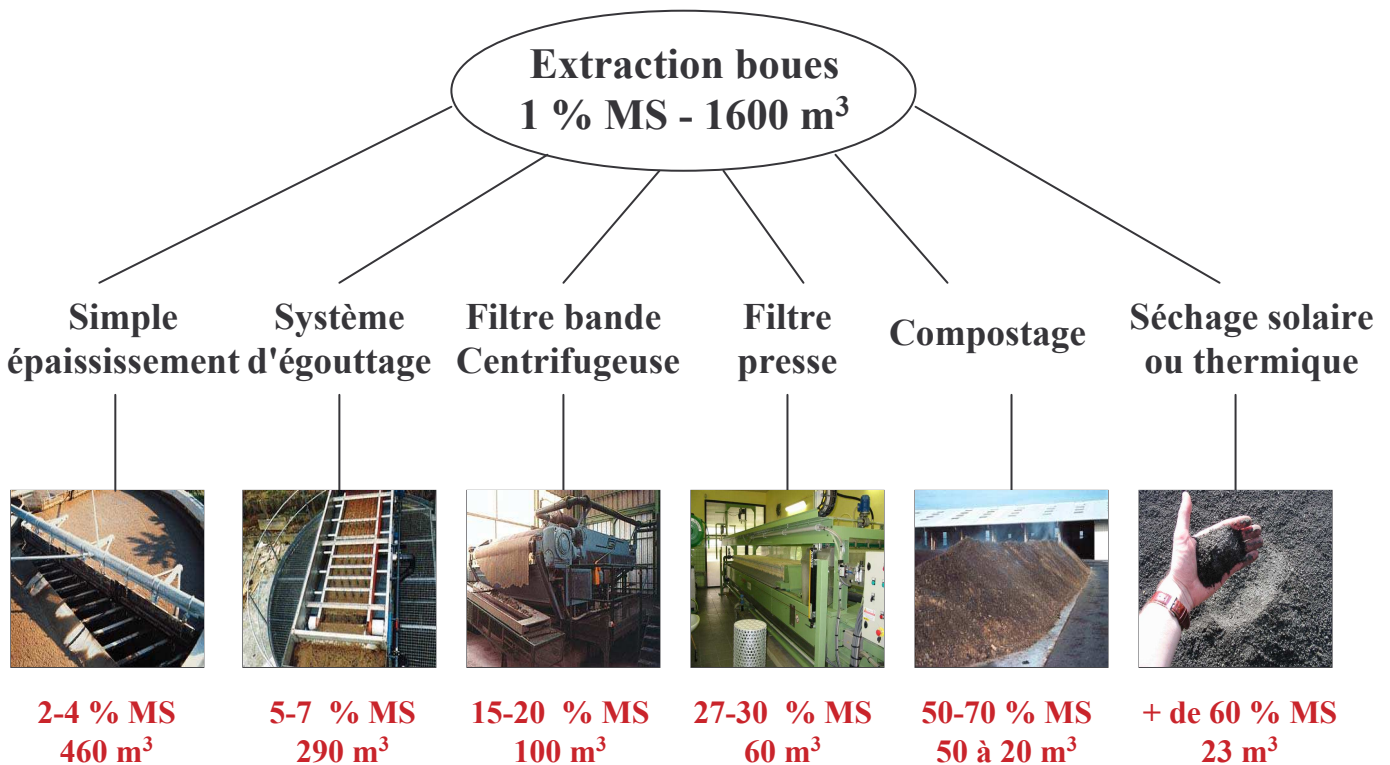 Extraction boues
1 % MS - 1600 m³
Simple
épaississement
Système
d'égouttage
Filtre bande
Centrifugeuse
Filtre
presse
Compostage
Séchage solaire
ou thermique
2-4 % MS
460 m³
5-7 % MS
290 m³
15-20 % MS
100 m³
27-30 % MS
60 m³
50-70 % MS
50 à 20 m³
+ de 60 % MS
23 m³